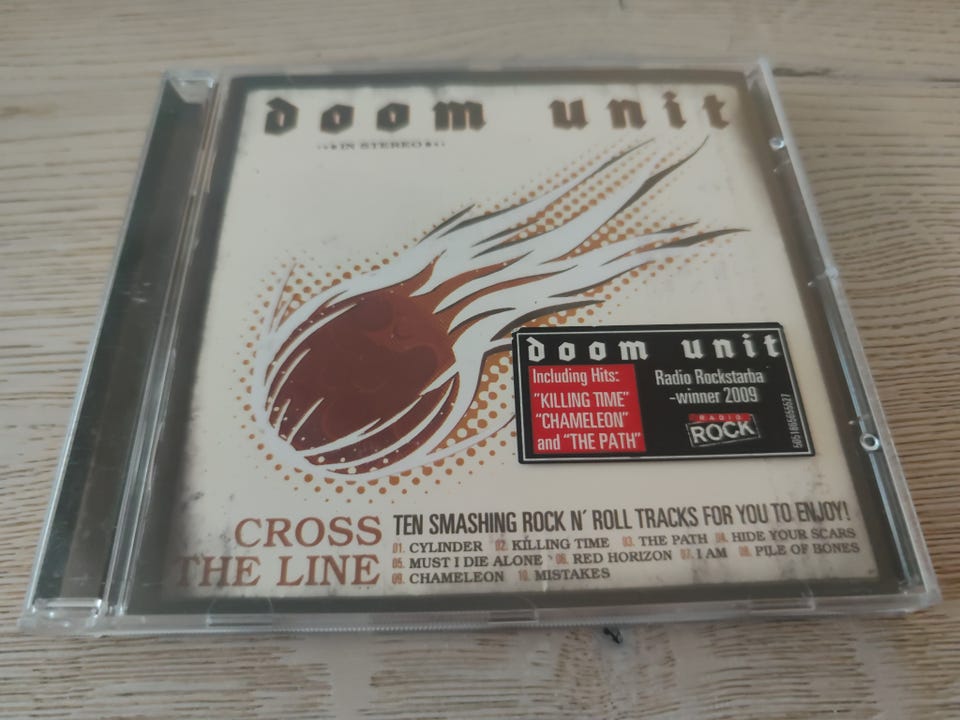 doom unit
IN STEREO
doom unit
Including Hits:
"KILLING TIME"
"CHAMELEON"
and "THE PATH"
Radio Rockstarba
-winner 2009
RADIO
ROCK
CROSS
THE LINE
TEN SMASHING ROCK N' ROLL TRACKS FOR YOU TO ENJOY!
01. CYLINDER 02. KILLING TIME 03. THE PATH 04. HIDE YOUR SCARS
05. MUST I DIE ALONE 06. RED HORIZON 07. I AM 08. PILE OF BONES
09. CHAMELEON 10. MISTAKES